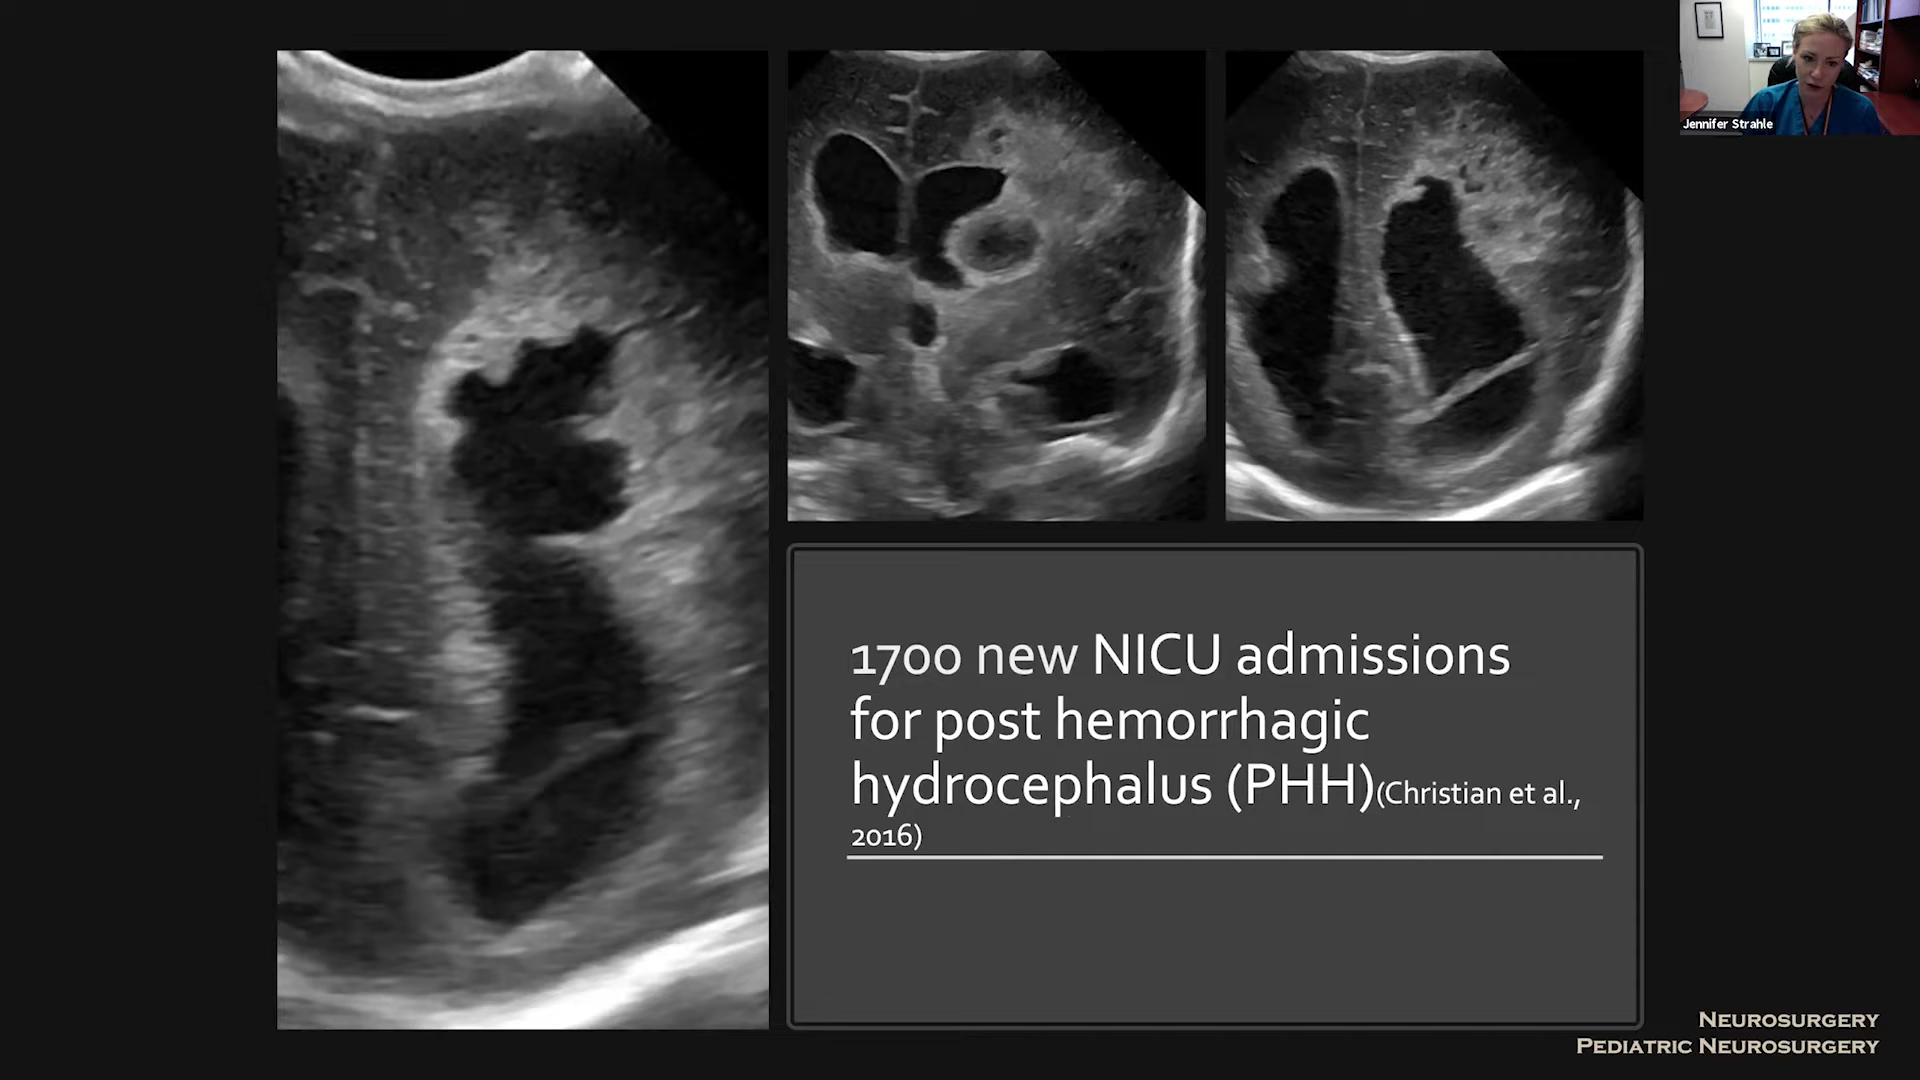 Jennifer Strahle
1700 new NICU admissions
for post hemorrhagic
hydrocephalus (PHH)(Christian et al.,
2016)
NEUROSURGERY
PEDIATRIC NEUROSURGERY